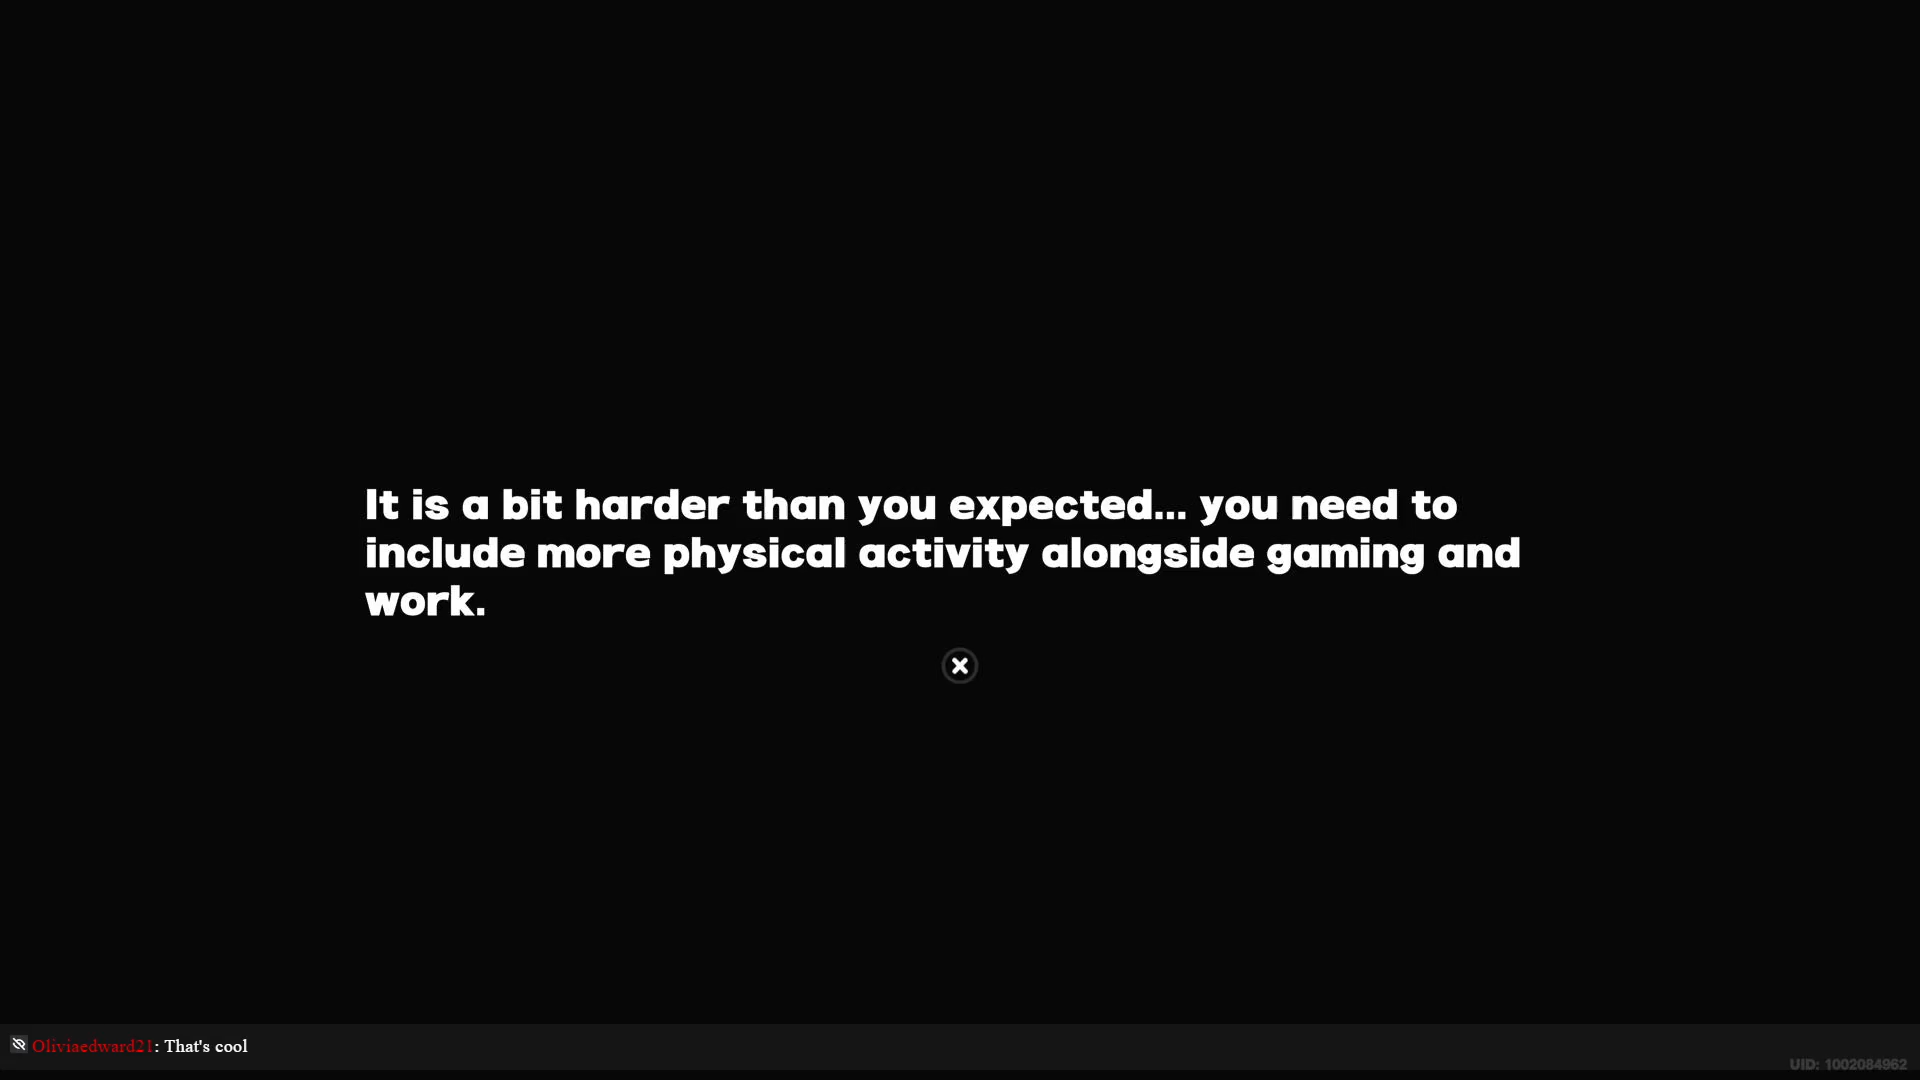 It is a bit harder than you expected... you need to
include more physical activity alongside gaming and
work.
Oliviaedward21: That's cool
UID: 1002084962